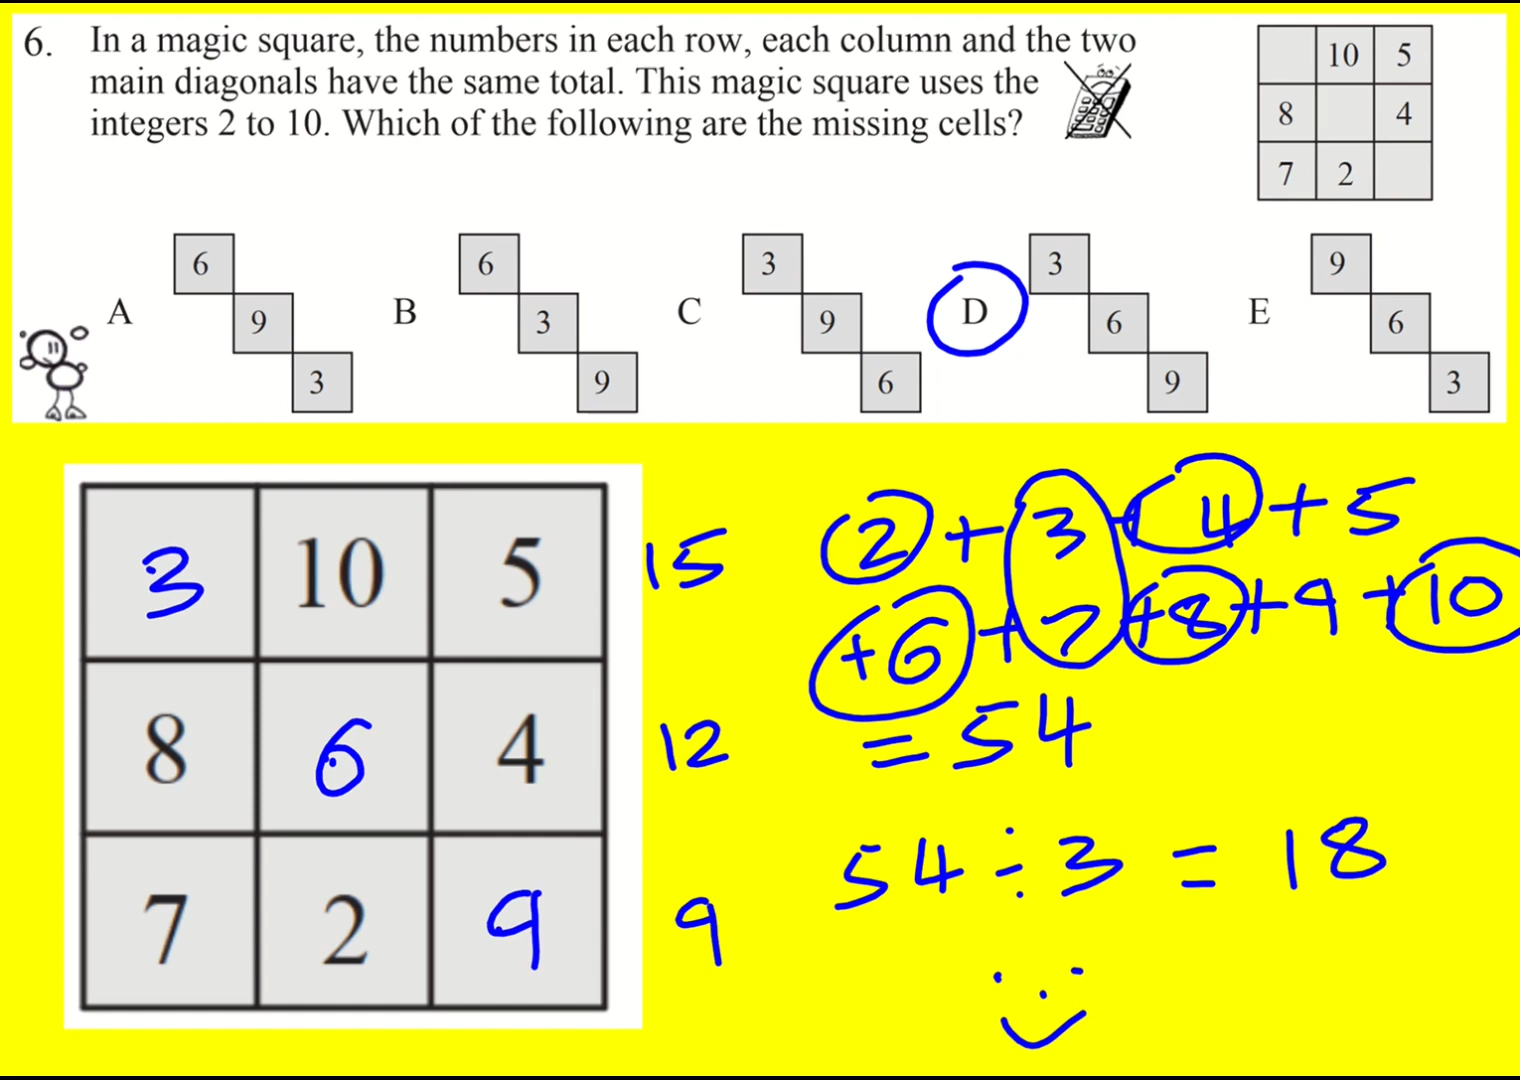 6. In a magic square, the numbers in each row, each column and the two
main diagonals have the same total. This magic square uses the
integers 2 to 10. Which of the following are the missing cells?
10 5
8 4
7 2
A 6 9 3
B 6 3 9
C 3 9 6
D 3 6 9
E 9 6 3
3 10 5 15
8 6 4 12
7 2 9 9
2 + 3 + 4 + 5
+ 6 + 7 + 8 + 9 + 10
= 54
54 ÷ 3 = 18